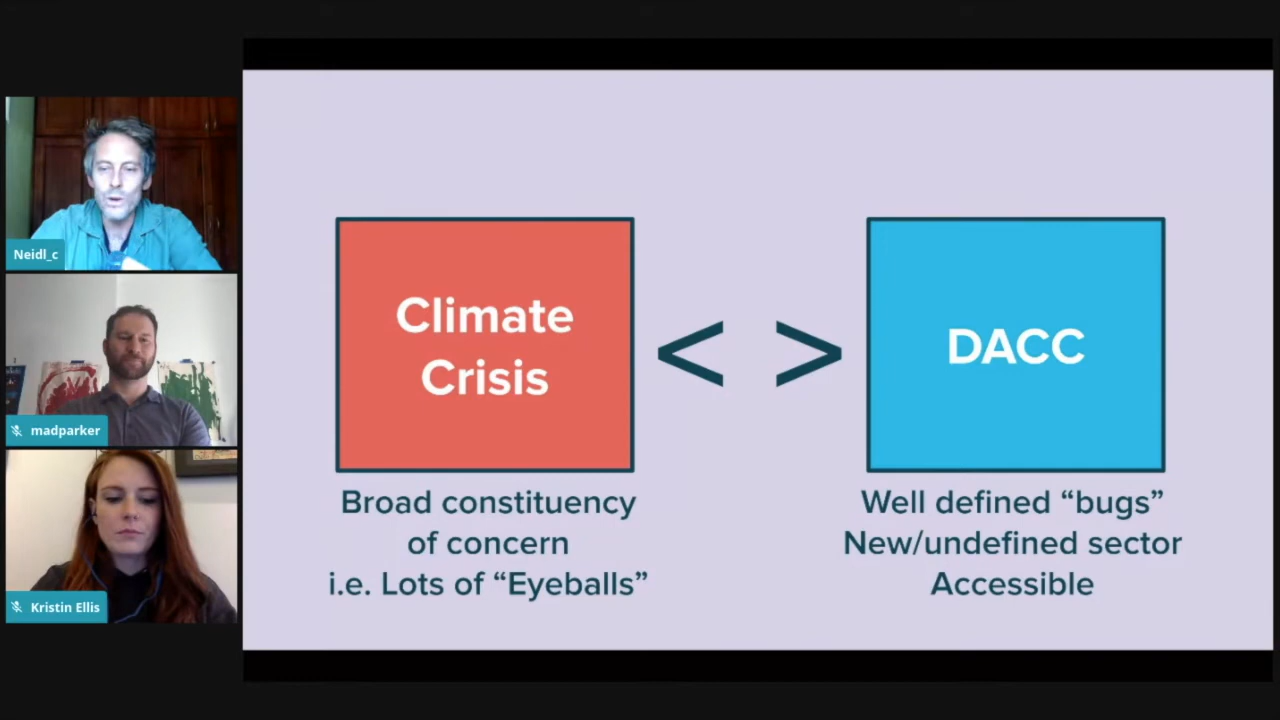 Neidl_c
madparker
Kristin Ellis
Climate
Crisis
< >
DACC
Broad constituency
of concern
i.e. Lots of “Eyeballs”
Well defined “bugs”
New/undefined sector
Accessible